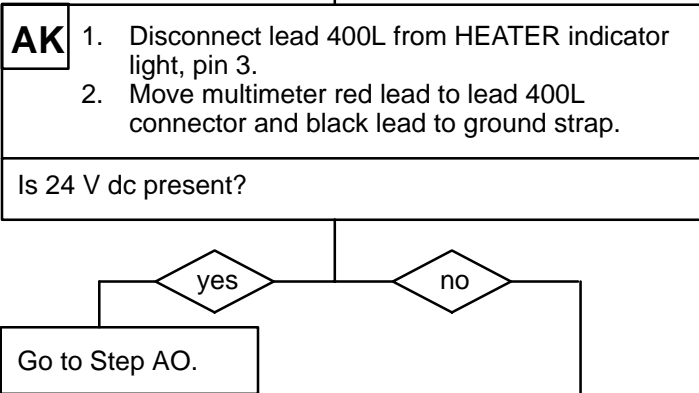 AK
1. Disconnect lead 400L from HEATER indicator
light, pin 3.
2. Move multimeter red lead to lead 400L
connector and black lead to ground strap.
Is 24 V dc present?
yes
no
Go to Step AO.